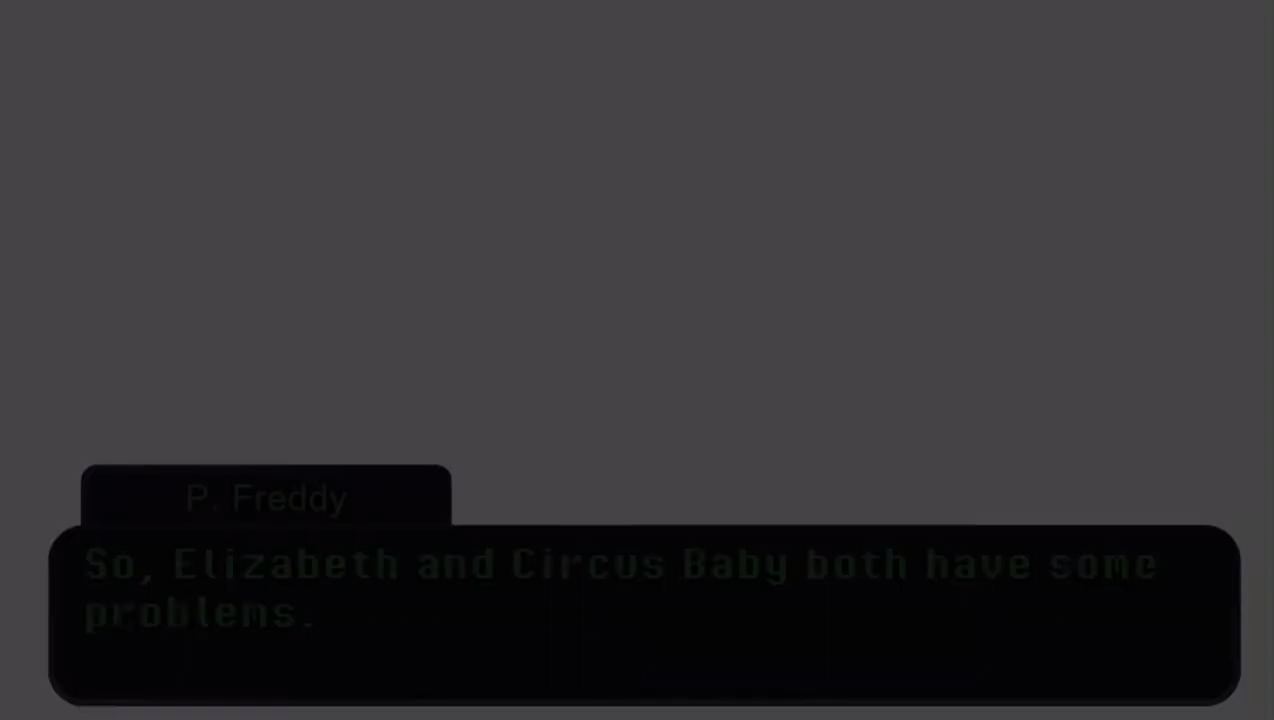 P. Freddy
So, Elizabeth and Circus Baby both have some
problems.